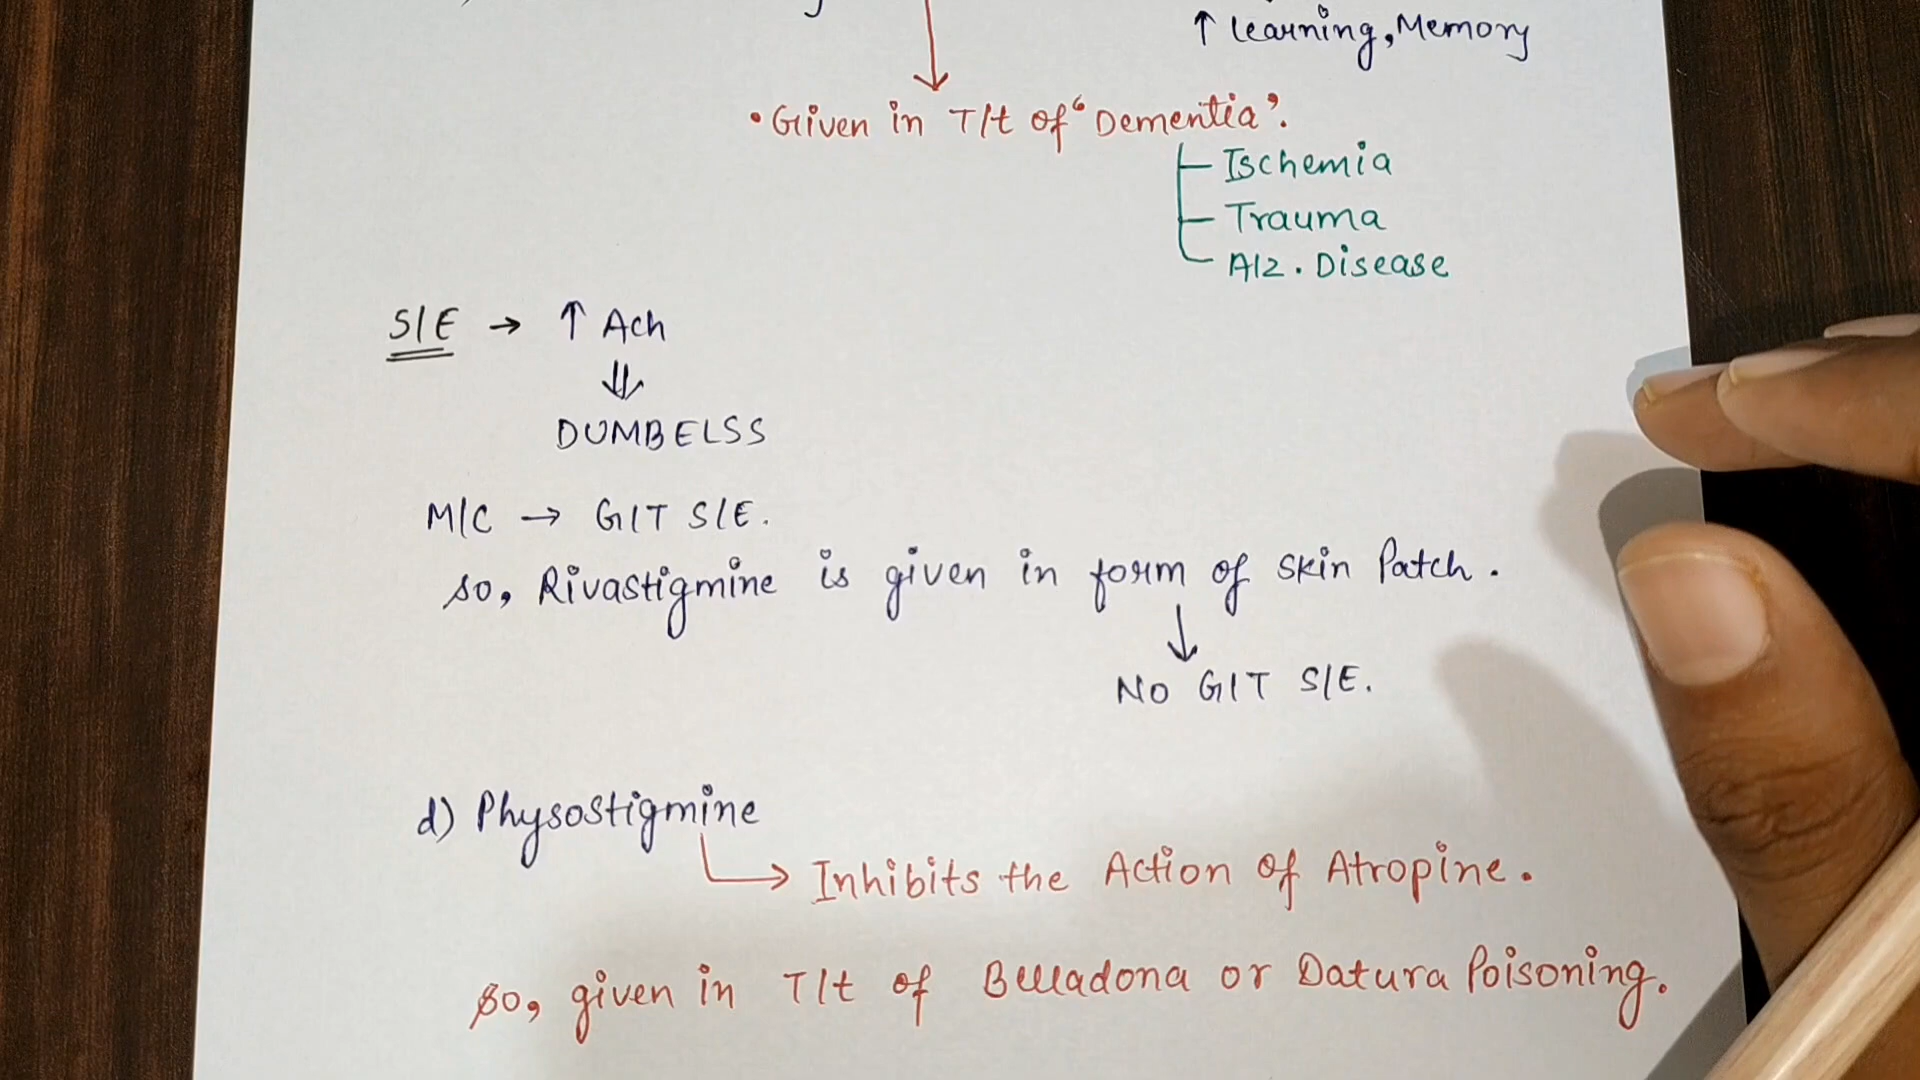 ↑ Learning, Memory
• Given in T/t of "Dementia".
Ischemia
Trauma
Alz. Disease
S/E → ↑ Ach
DUMBELSS
M/C → GIT S/E.
so, Rivastigmine is given in form of skin Patch.
NO GIT S/E.
d) Physostigmine
Inhibits the Action of Atropine.
so, given in T/t of Belladona or Datura Poisoning.